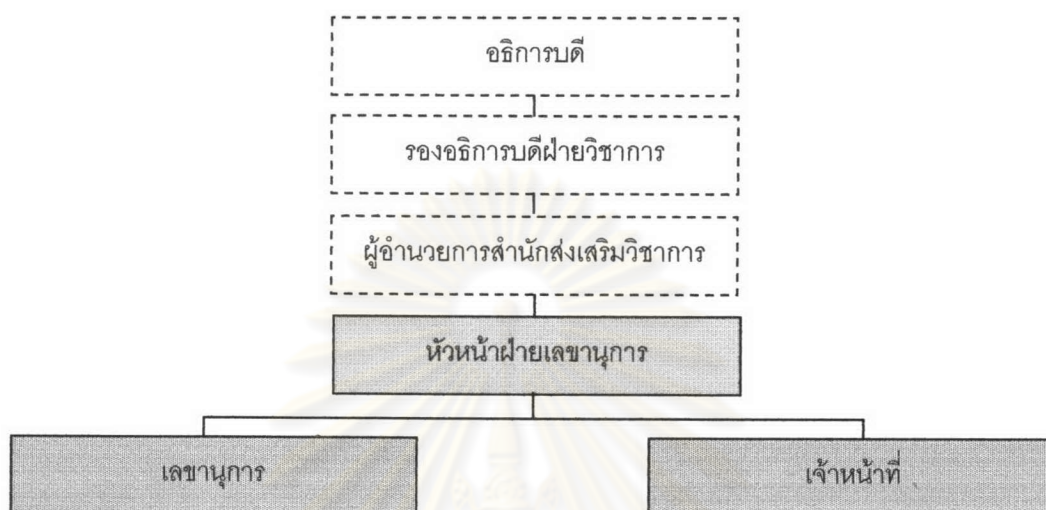 อธิการบดี
รองอธิการบดีฝ่ายวิชาการ
ผู้อำนวยการสำนักส่งเสริมวิชาการ
หัวหน้าฝ่ายเลขานุการ
เลขานุการ
เจ้าหน้าที่